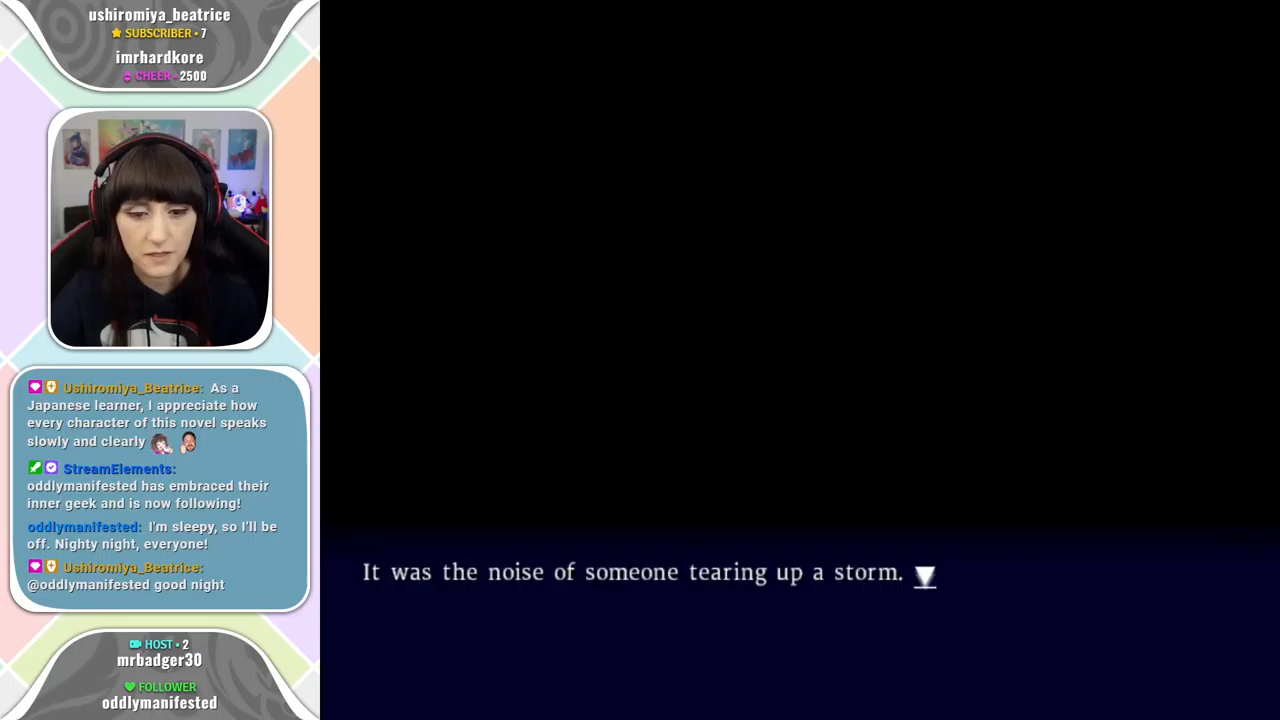 ushiromiya_beatrice
SUBSCRIBER • 7
imrhardkore
CHEER • 2500
Ushiromiya_Beatrice: As a
Japanese learner, I appreciate how
every character of this novel speaks
slowly and clearly
StreamElements:
oddlymanifested has embraced their
inner geek and is now following!
oddlymanifested: I'm sleepy, so I'll be
off. Nighty night, everyone!
Ushiromiya_Beatrice:
@oddlymanifested good night
HOST • 2
mrbadger30
FOLLOWER
oddlymanifested
It was the noise of someone tearing up a storm.